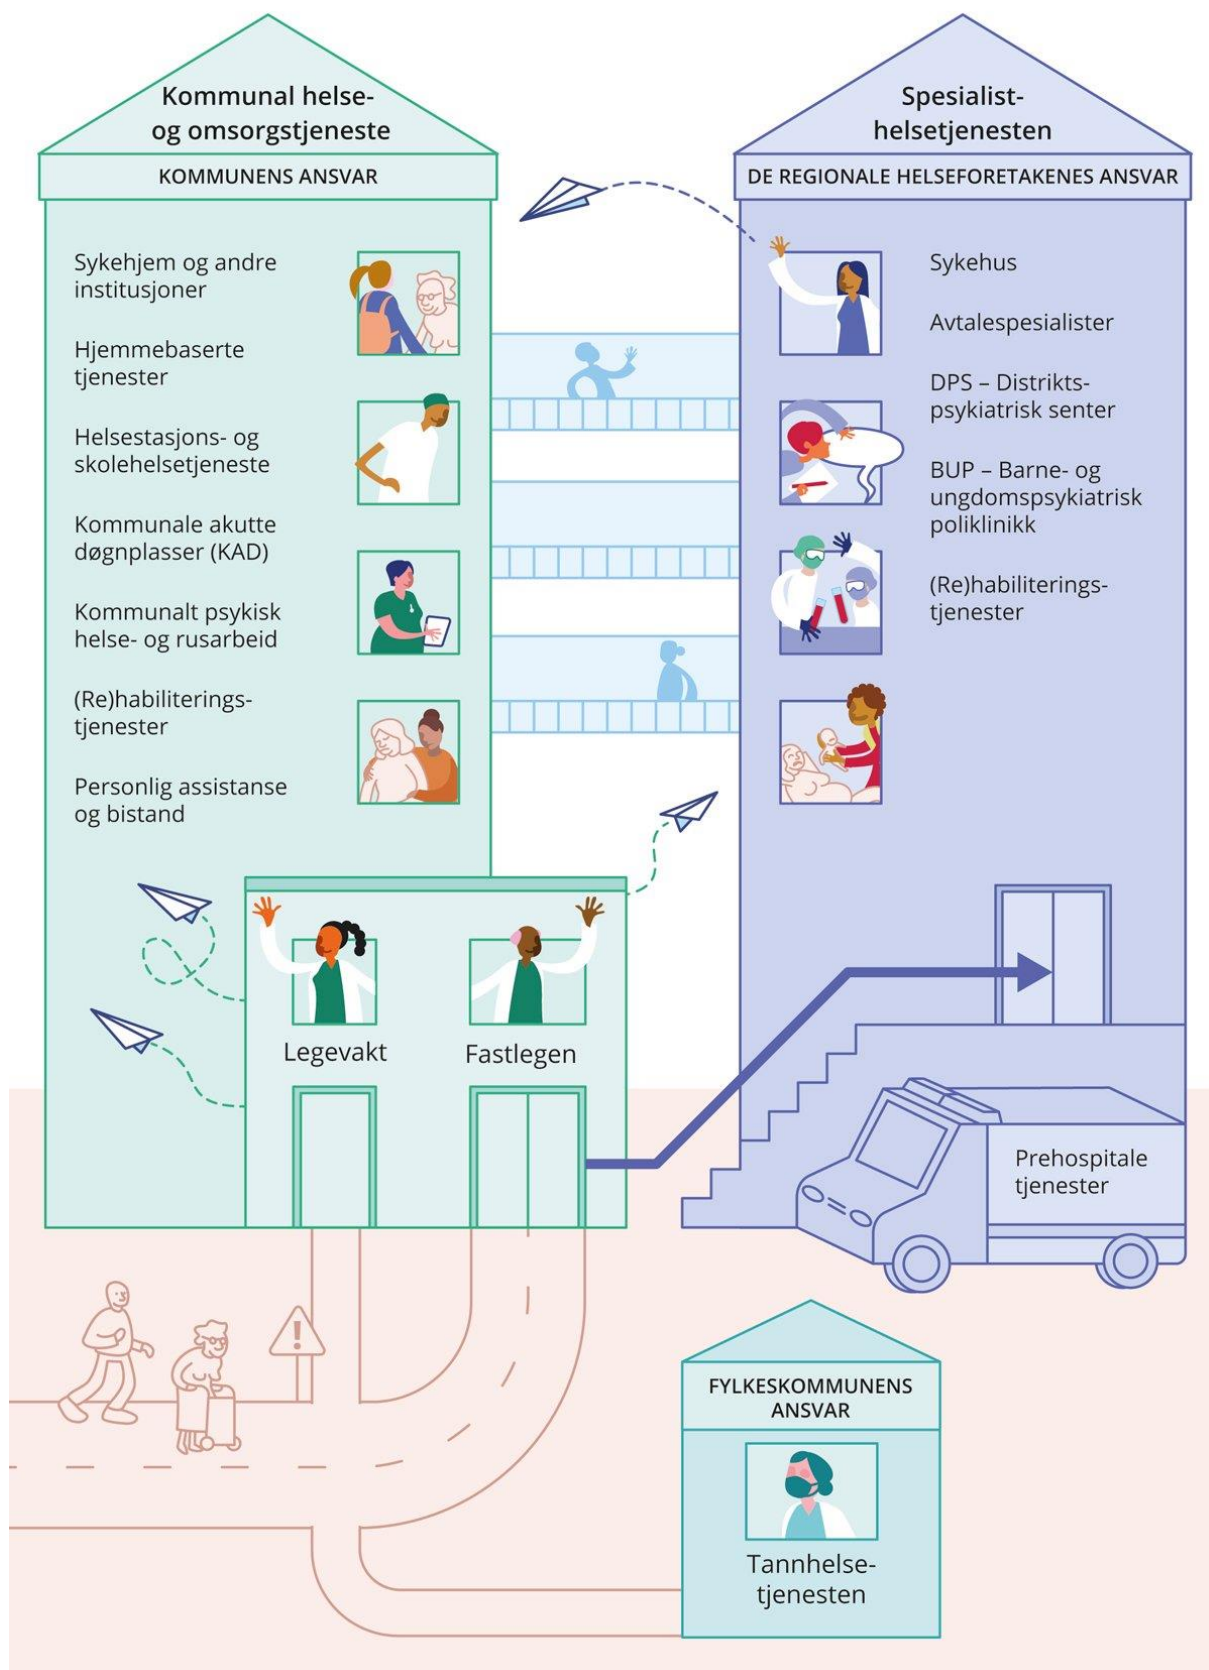 Kommunal helse-
og omsorgstjeneste
KOMMUNENS ANSVAR
Sykehjem og andre
institusjoner
Hjemmebaserte
tjenester
Helsestasjons- og
skolehelsetjeneste
Kommunale akutte
døgnplasser (KAD)
Kommunalt psykisk
helse- og rusarbeid
(Re)habiliterings-
tjenester
Personlig assistanse
og bistand
Legevakt
Fastlegen
Spesialist-
helsetjenesten
DE REGIONALE HELSEFORETAKENES ANSVAR
Sykehus
Avtalespesialister
DPS – Distrikts-
psykiatrisk senter
BUP – Barne- og
ungdomspsykiatrisk
poliklinikk
(Re)habiliterings-
tjenester
Prehospitale
tjenester
!
FYLKESKOMMUNENS
ANSVAR
Tannhelse-
tjenesten